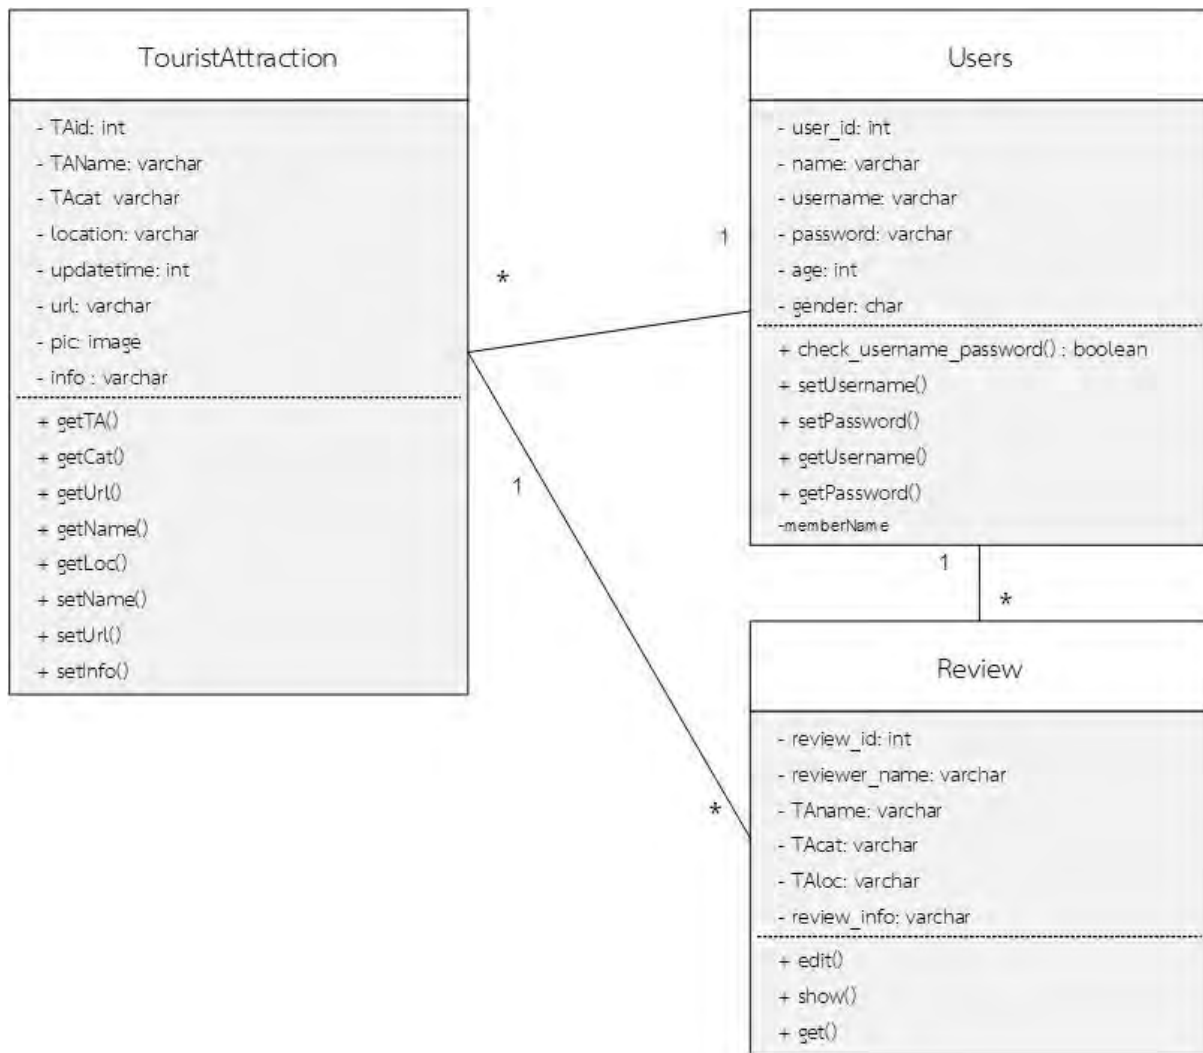 TouristAttraction
- TAid: int
- TAName: varchar
- TAcat varchar
- location: varchar
- updatetime: int
- url: varchar
- pic: image
- info : varchar
+ getTA()
+ getCat()
+ getUrl()
+ getName()
+ getLoc()
+ setName()
+ setUrl()
+ setInfo()
*
1
1
*
Users
- user_id: int
- name: varchar
- username: varchar
- password: varchar
- age: int
- gender: char
+ check_username_password() : boolean
+ setUsername()
+ setPassword()
+ getUsername()
+ getPassword()
-memberName
1
*
Review
- review_id: int
- reviewer_name: varchar
- TAname: varchar
- TAcat: varchar
- TAloc: varchar
- review_info: varchar
+ edit()
+ show()
+ get()